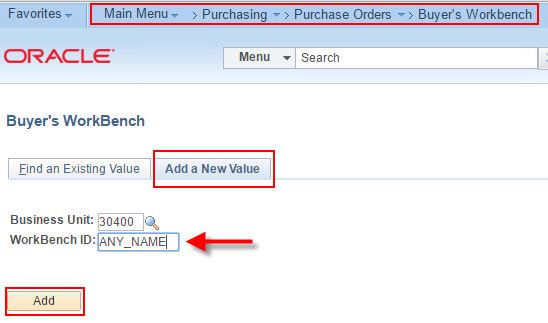 Favorites Main Menu > Purchasing > Purchase Orders > Buyer's Workbench
ORACLE Menu Search
Buyer's WorkBench
Find an Existing Value Add a New Value
Business Unit: 30400
WorkBench ID: ANY_NAME
Add